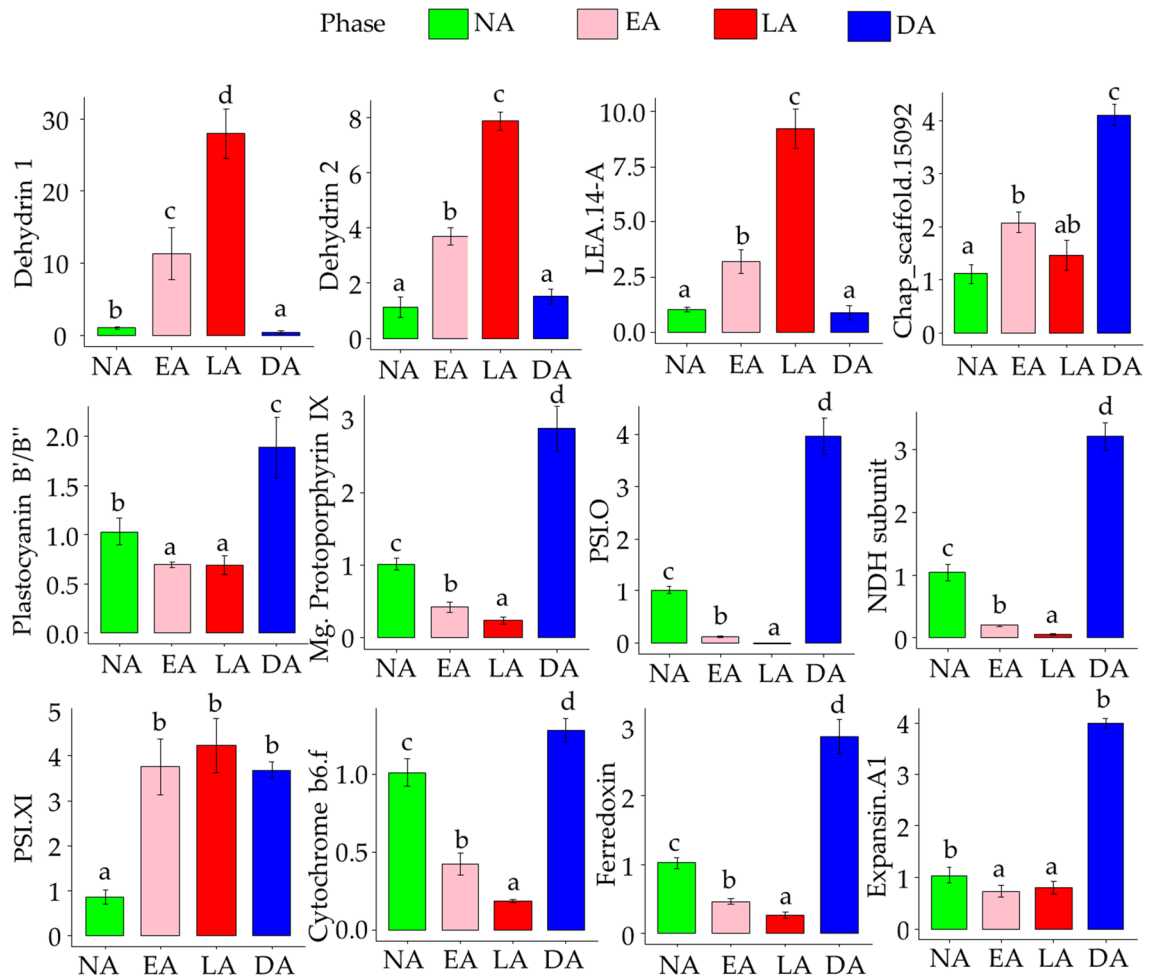 Phase NA EA LA DA
Dehydrin 1
30
20
10
0
b c d a
NA EA LA DA
Dehydrin 2
8
6
4
2
0
a b c a
NA EA LA DA
LEA.14-A
10.0
7.5
5.0
2.5
0.0
a b c a
NA EA LA DA
Chap_scaffold.15092
4
3
2
1
0
a b ab c
NA EA LA DA
Plastocyanin B'/B"
2.0
1.5
1.0
0.5
0.0
b a a c
NA EA LA DA
Mg. Protoporphyrin IX
3
2
1
0
c b a d
NA EA LA DA
PSI.O
4
3
2
1
0
c b a d
NA EA LA DA
NDH subunit
3
2
1
0
c b a d
NA EA LA DA
PSI.XI
5
4
3
2
1
0
a b b b
NA EA LA DA
Cytochrome b6.f
1.0
0.5
0.0
c b a d
NA EA LA DA
Ferredoxin
3
2
1
0
c b a d
NA EA LA DA
Expansin.A1
4
3
2
1
0
b a a b
NA EA LA DA